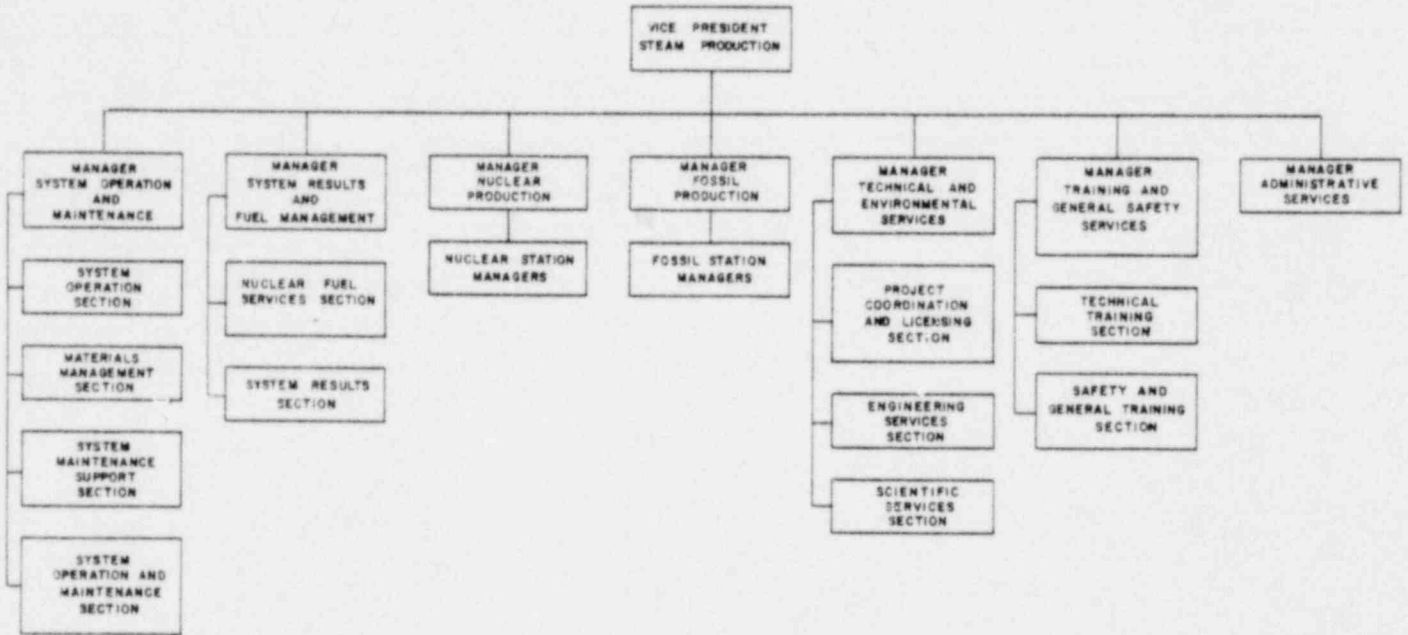 VICE PRESIDENT
STEAM PRODUCTION
MANAGER
SYSTEM OPERATION
AND
MAINTENANCE
SYSTEM
OPERATION
SECTION
MATERIALS
MANAGEMENT
SECTION
SYSTEM
MAINTENANCE
SUPPORT
SECTION
SYSTEM
OPERATION AND
MAINTENANCE
SECTION
MANAGER
SYSTEM RESULTS
AND
FUEL MANAGEMENT
NUCLEAR FUEL
SERVICES SECTION
SYSTEM RESULTS
SECTION
MANAGER
NUCLEAR
PRODUCTION
NUCLEAR STATION
MANAGERS
MANAGER
FOSSIL
PRODUCTION
FOSSIL STATION
MANAGERS
MANAGER
TECHNICAL AND
ENVIRONMENTAL
SERVICES
PROJECT
COORDINATION
AND LICENSING
SECTION
ENGINEERING
SERVICES
SECTION
SCIENTIFIC
SERVICES
SECTION
MANAGER
TRAINING AND
GENERAL SAFETY
SERVICES
TECHNICAL
TRAINING
SECTION
SAFETY AND
GENERAL TRAINING
SECTION
MANAGER
ADMINISTRATIVE
SERVICES